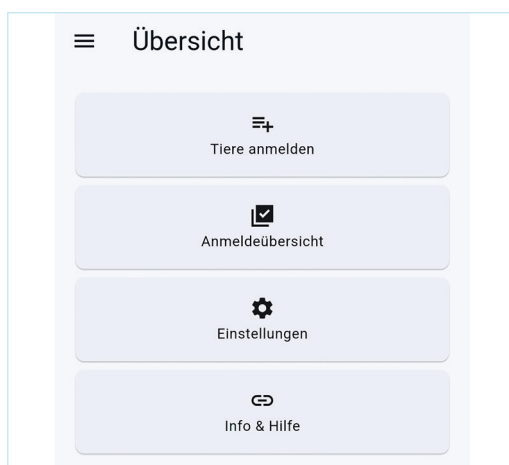 Übersicht
Tiere anmelden
Anmeldeübersicht
Einstellungen
Info & Hilfe